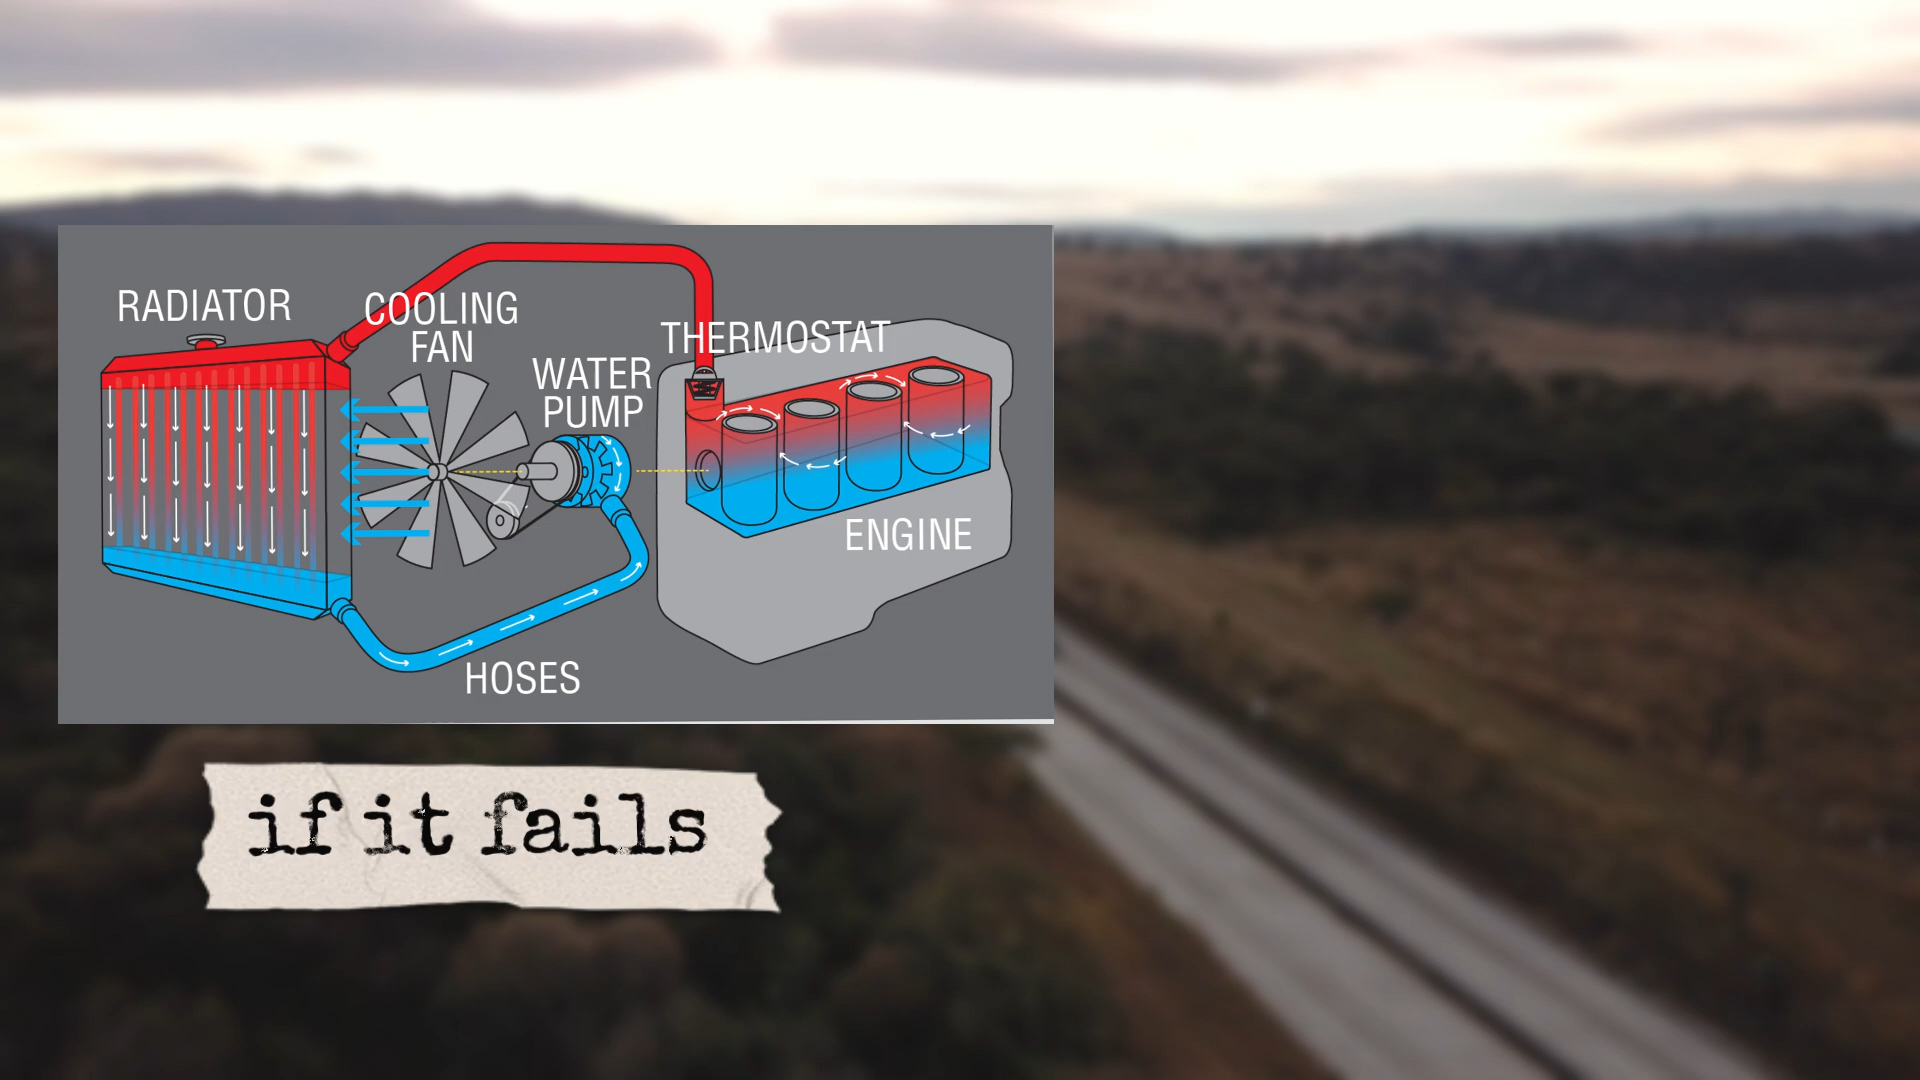 RADIATOR
COOLING
FAN
WATER
PUMP
THERMOSTAT
ENGINE
HOSES
if it fails